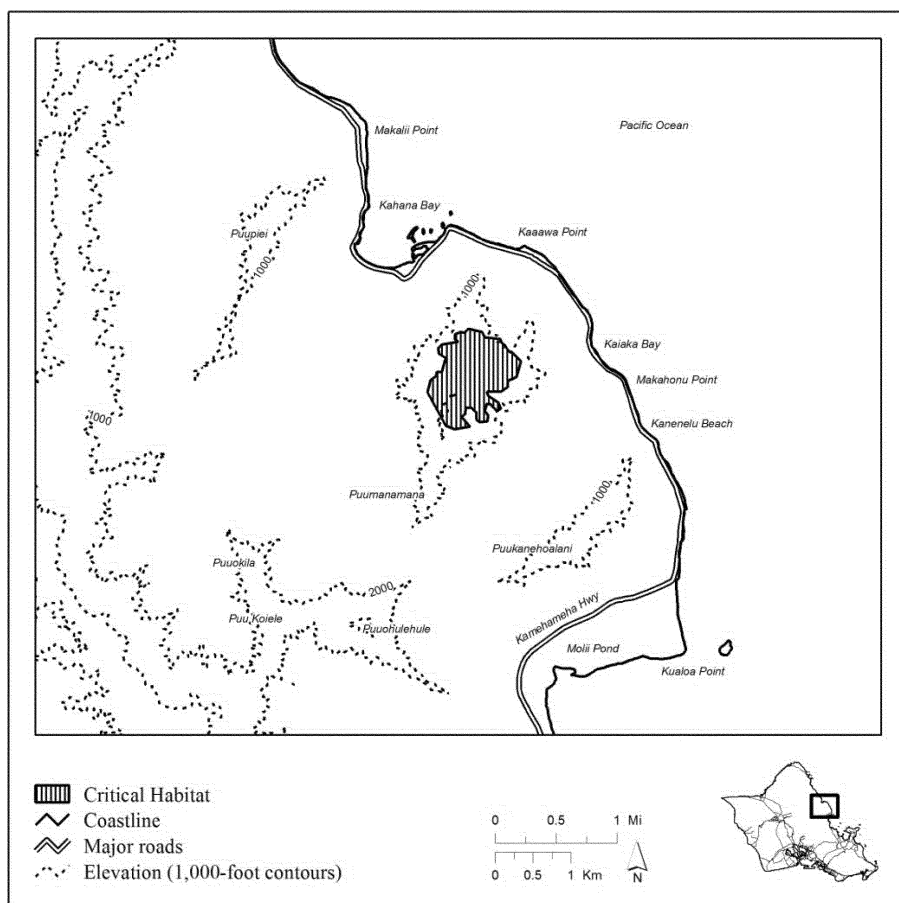 Makalii Point
Pacific Ocean
Kahana Bay
Puupiei
Kaaawa Point
1000
1000
Kaiaka Bay
Makahonu Point
1000
Kanenelu Beach
Puumanamana
1000
Puukanehoalani
Puuokila
2000
Puu Koiele
Puuohulehule
Kamehameha Hwy
Molii Pond
Kualoa Point
Critical Habitat
Coastline
Major roads
Elevation (1,000-foot contours)
0 0.5 1 Mi
0 0.5 1 Km
N